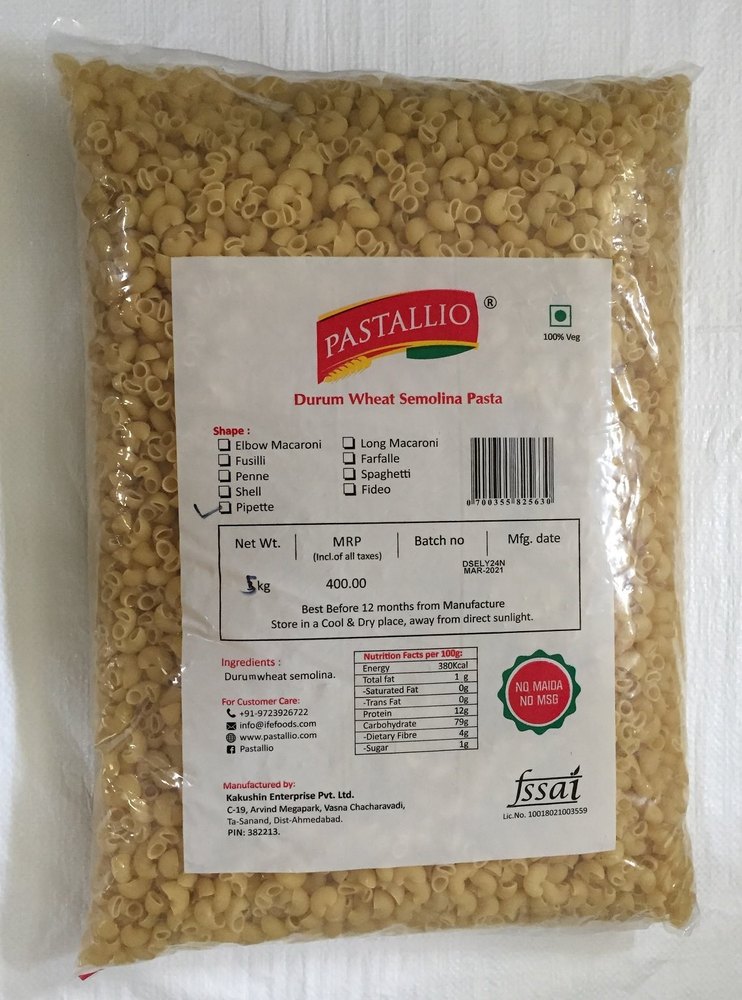 PASTALLIO ®
100% Veg
Durum Wheat Semolina Pasta
Shape :
Elbow Macaroni
Fusilli
Penne
Shell
Pipette
Long Macaroni
Farfalle
Spaghetti
Fideo
0 700355 825630
Net Wt.
MRP
(Incl.of all taxes)
Batch no
Mfg. date
DSELY24N
MAR-2021
5kg
400.00
Best Before 12 months from Manufacture
Store in a Cool & Dry place, away from direct sunlight.
Ingredients :
Durumwheat semolina.
For Customer Care:
+91-9723926722
info@ifefoods.com
www.pastallio.com
Pastallio
Nutrition Facts per 100g:
Energy 380Kcal
Total fat 1 g
-Saturated Fat 0g
-Trans Fat 0g
Protein 12g
Carbohydrate 79g
-Dietary Fibre 4g
-Sugar 1g
NO MAIDA
NO MSG
Manufactured by:
Kakushin Enterprise Pvt. Ltd.
C-19, Arvind Megapark, Vasna Chacharavadi,
Ta-Sanand, Dist-Ahmedabad.
PIN: 382213.
fssai
Lic.No. 10018021003559